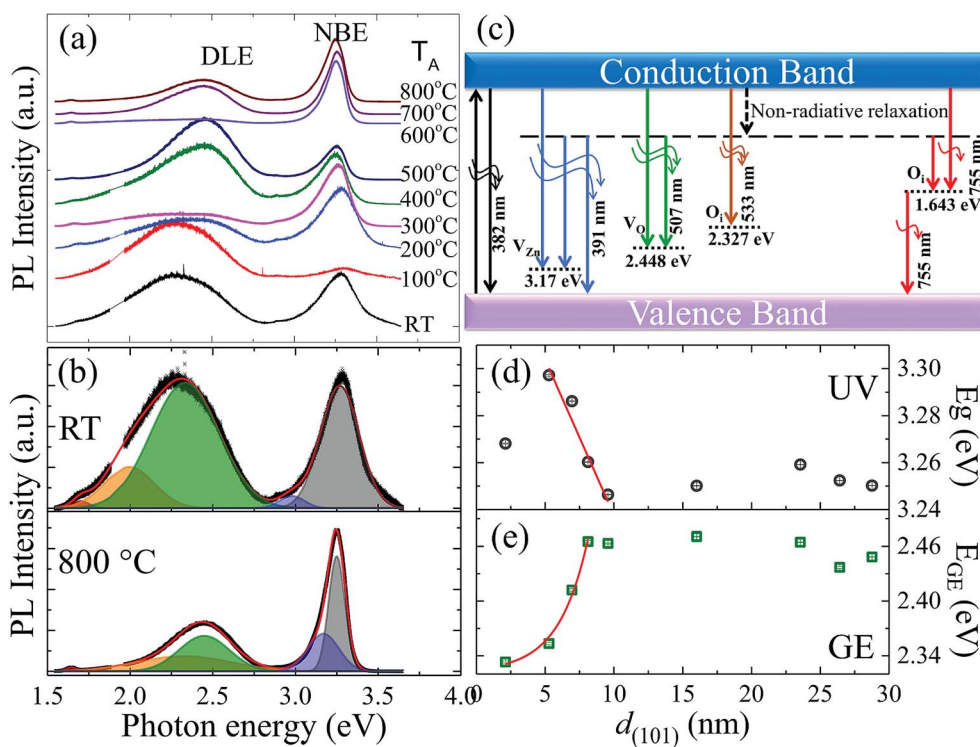 (a)
DLE
NBE
T_A
800°C
700°C
600°C
500°C
400°C
300°C
200°C
100°C
RT
PL Intensity (a.u.)
(b)
RT
800 °C
PL Intensity (a.u.)
1.5 2.0 2.5 3.0 3.5 4.0
Photon energy (eV)
(c)
Conduction Band
Non-radiative relaxation
382 nm
V_Zn
3.17 eV
391 nm
V_O
2.448 eV
507 nm
O_i
2.327 eV
533 nm
O_i
1.643 eV
755 nm
755 nm
Valence Band
(d)
UV
3.30
3.28
3.26
3.24
Eg (eV)
(e)
GE
2.46
2.40
2.34
E_GE (eV)
0 5 10 15 20 25 30
d_(101) (nm)